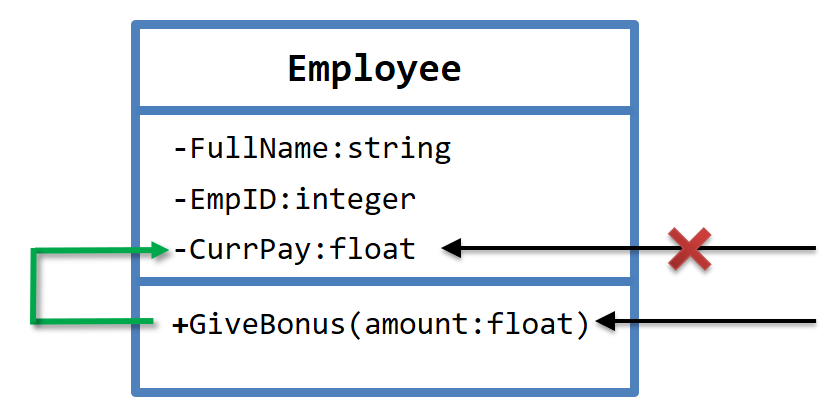 Employee
-FullName:string
-EmpID:integer
-CurrPay:float
+GiveBonus(amount:float)